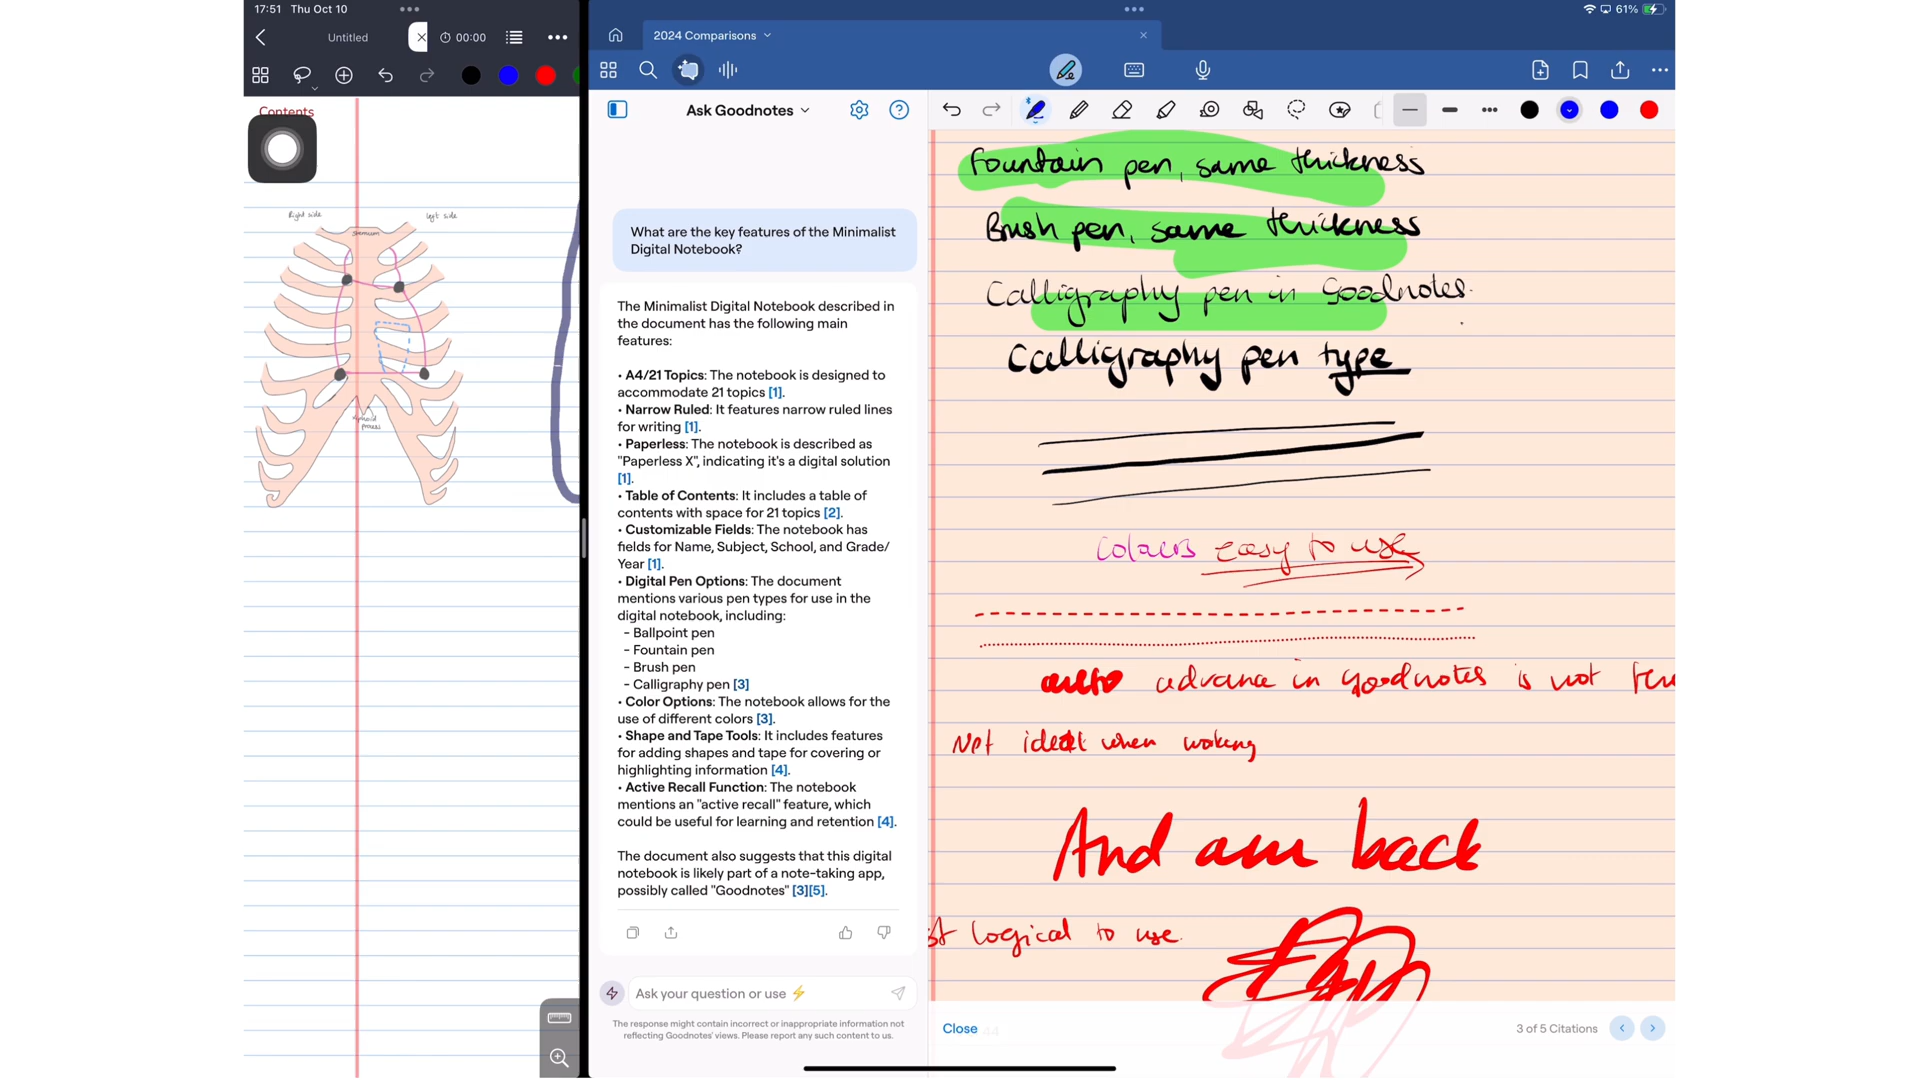 17:51 Thu Oct 10
Untitled
00:00
Contents
Right side
left side
sternum
process
61%
2024 Comparisons
Ask Goodnotes
What are the key features of the Minimalist
Digital Notebook?
The Minimalist Digital Notebook described in
the document has the following main
features:
• A4/21 Topics: The notebook is designed to
accommodate 21 topics [1].
• Narrow Ruled: It features narrow ruled lines
for writing [1].
• Paperless: The notebook is described as
"Paperless X", indicating it's a digital solution
[1].
• Table of Contents: It includes a table of
contents with space for 21 topics [2].
• Customizable Fields: The notebook has
fields for Name, Subject, School, and Grade/
Year [1].
• Digital Pen Options: The document
mentions various pen types for use in the
digital notebook, including:
- Ballpoint pen
- Fountain pen
- Brush pen
- Calligraphy pen [3]
• Color Options: The notebook allows for the
use of different colors [3].
• Shape and Tape Tools: It includes features
for adding shapes and tape for covering or
highlighting information [4].
• Active Recall Function: The notebook
mentions an "active recall" feature, which
could be useful for learning and retention [4].
The document also suggests that this digital
notebook is likely part of a note-taking app,
possibly called "Goodnotes" [3][5].
Ask your question or use ⚡
The response might contain incorrect or inappropriate information not
reflecting Goodnotes' views. Please report any such content to us.
Fountain pen, same thickness
Brush pen, same thickness
Calligraphy pen in Goodnotes.
Calligraphy pen type
Colours easy to use
auto advance in goodnotes is not
Not ideal when working
And am back
logical to use.
Close
3 of 5 Citations